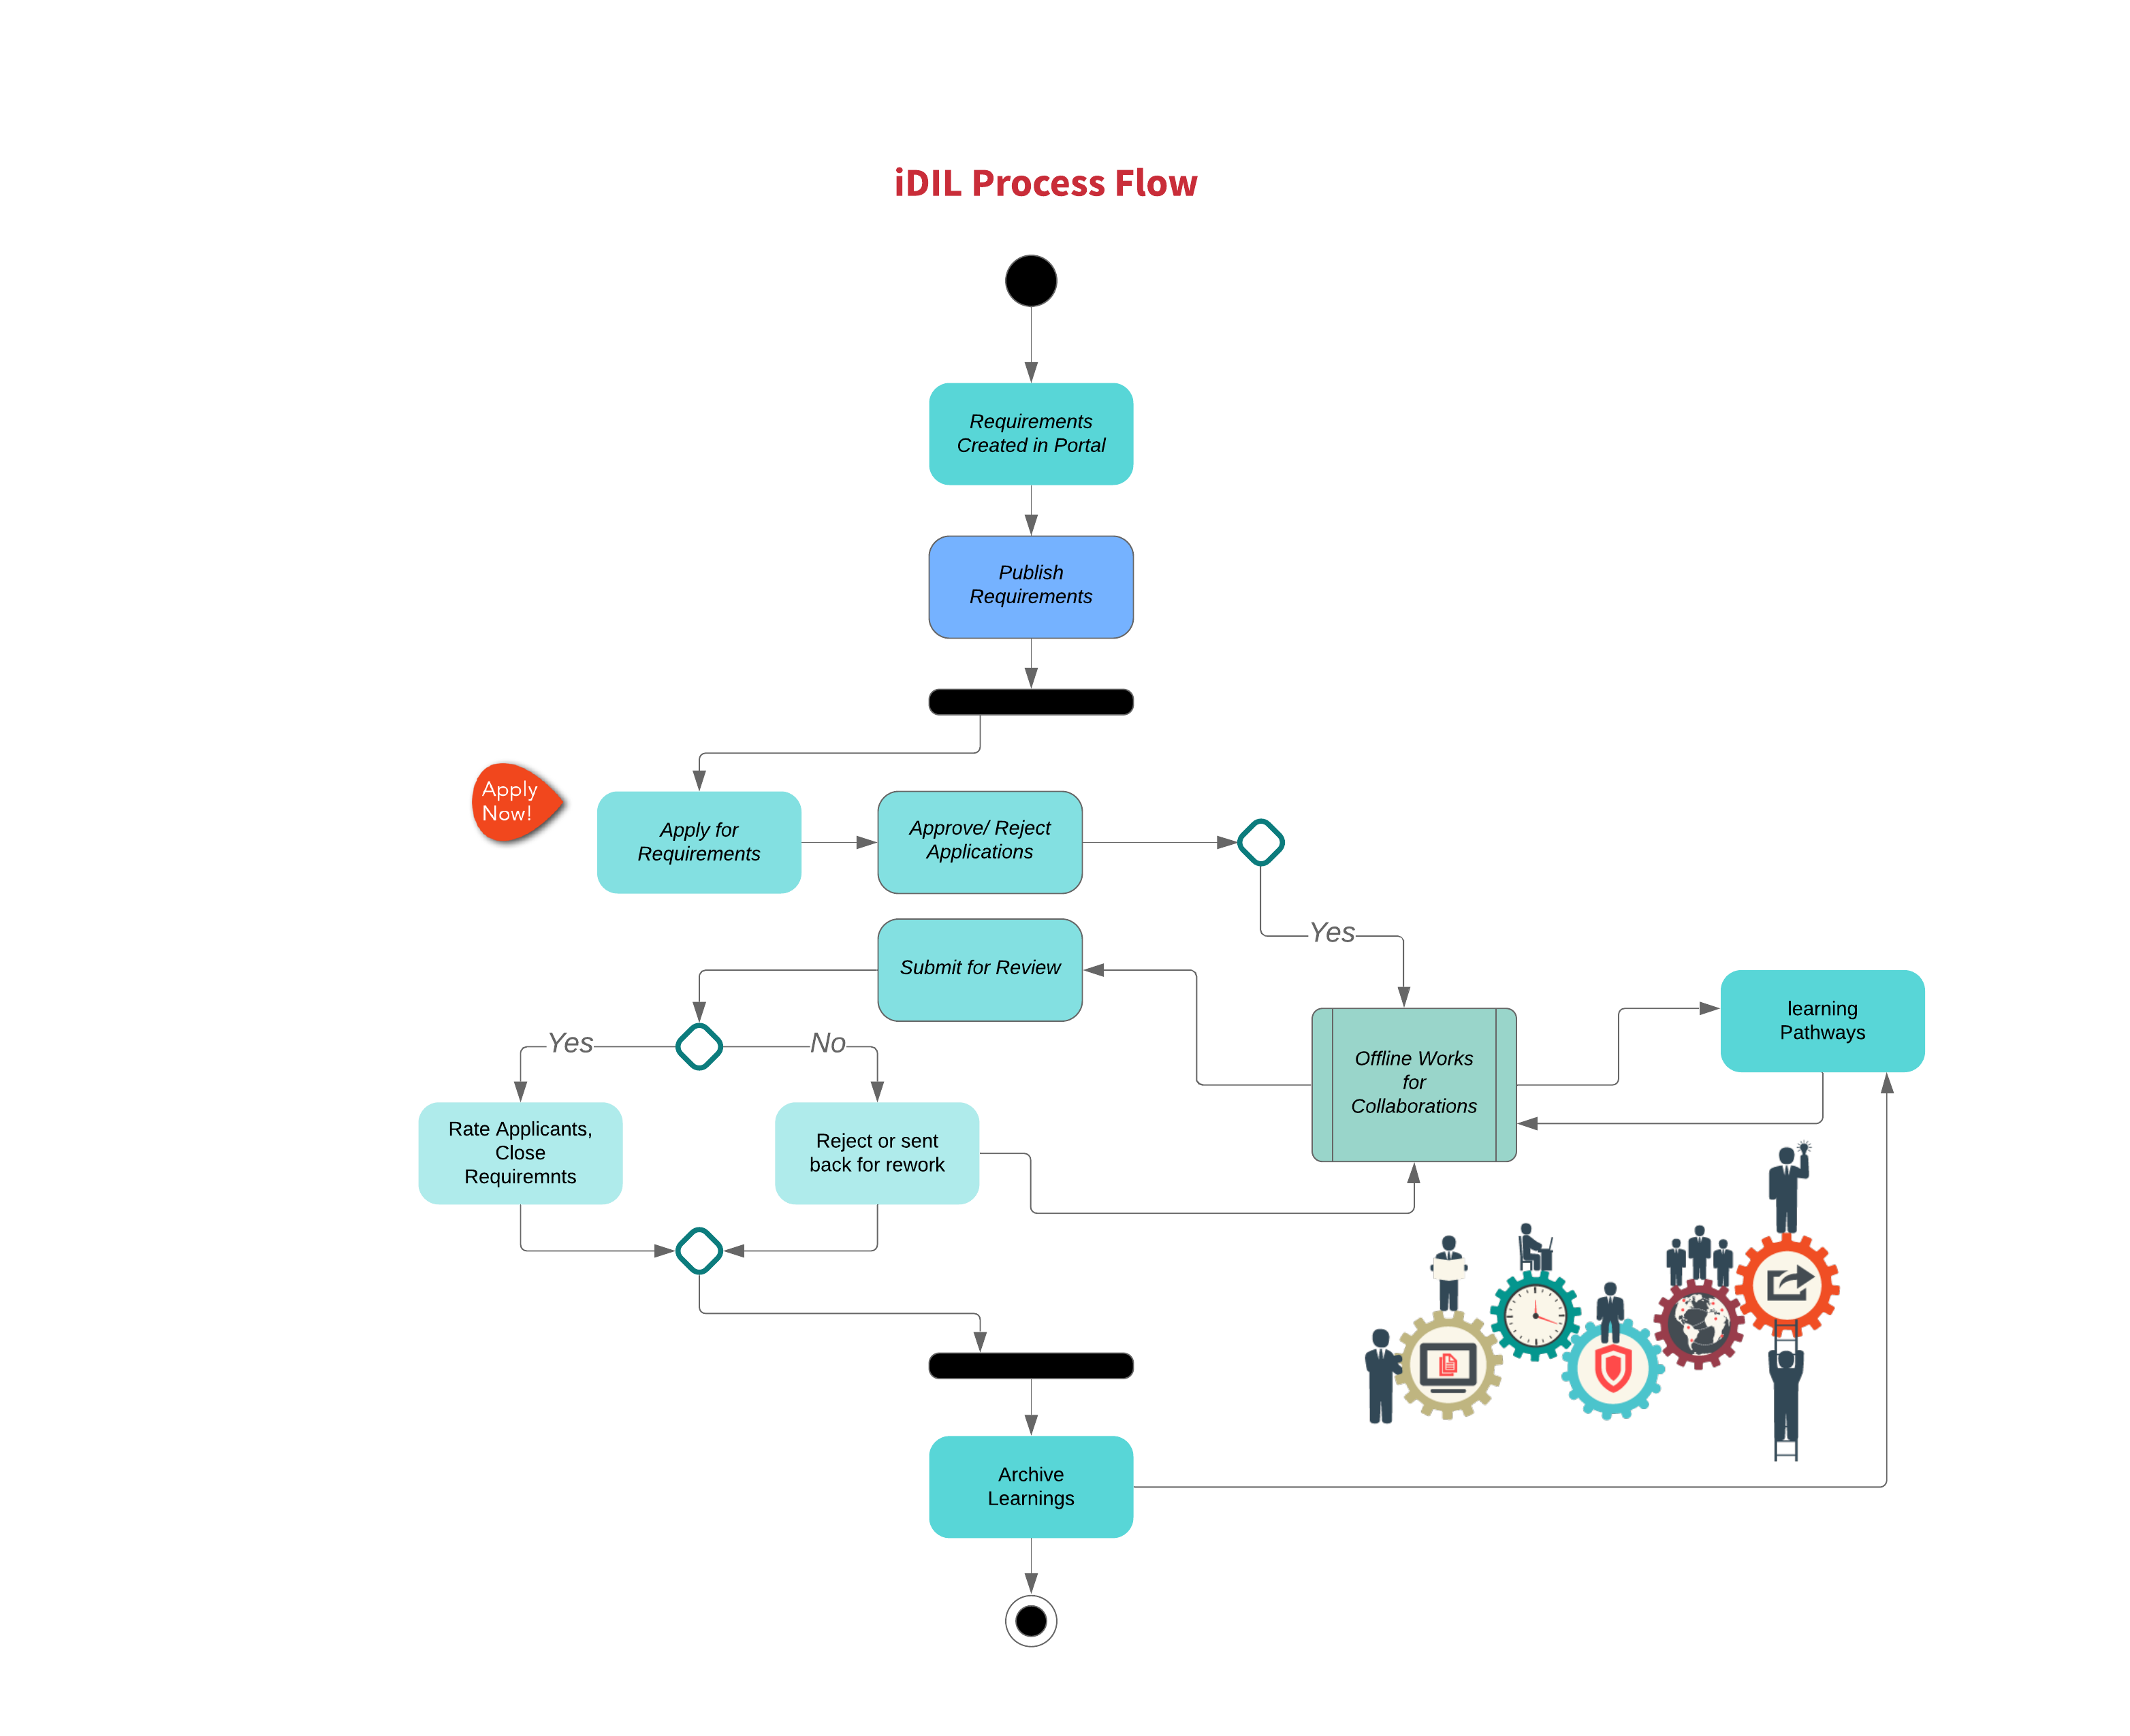 iDIL Process Flow
Requirements
Created in Portal
Publish
Requirements
Apply
Now!
Apply for
Requirements
Approve/ Reject
Applications
Yes
Submit for Review
learning
Pathways
Yes
No
Offline Works
for
Collaborations
Rate Applicants,
Close
Requiremnts
Reject or sent
back for rework
Archive
Learnings